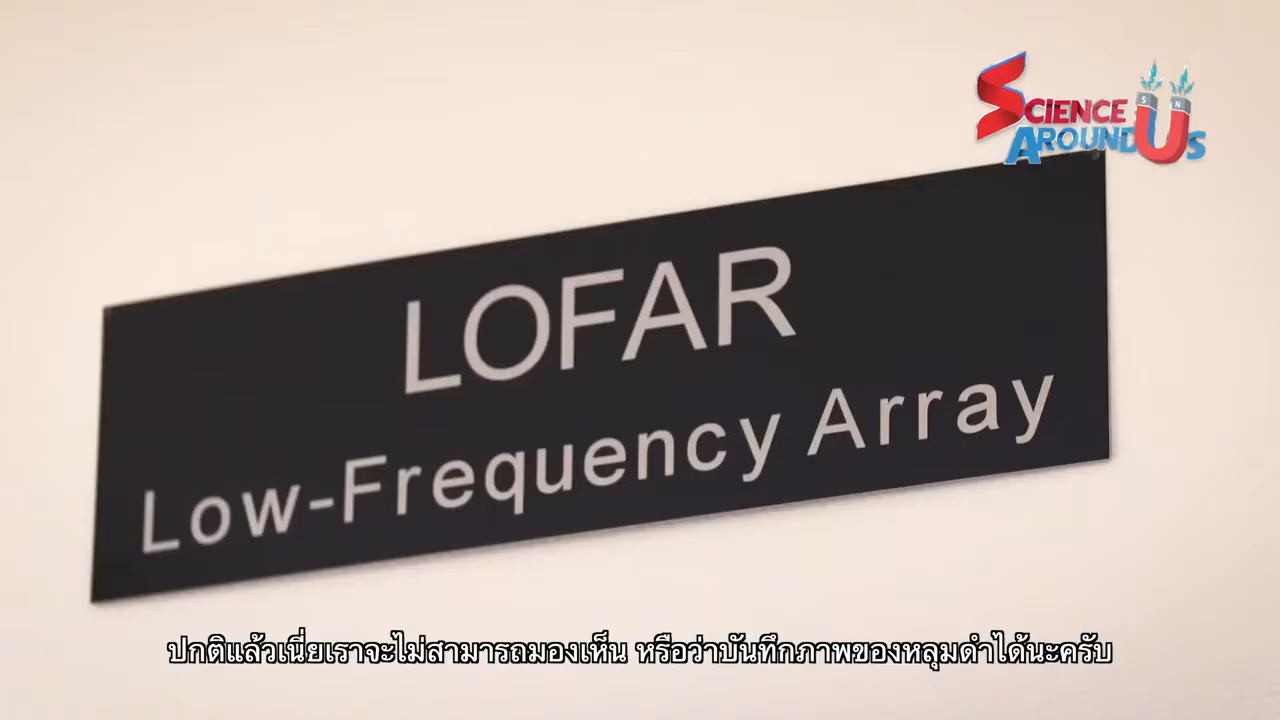 SCIENCE
AROUND US
S N
LOFAR
Low-Frequency Array
ปกติแล้วเนี่ยเราจะไม่สามารถมองเห็น หรือว่าบันทึกภาพของหลุมดำได้นะครับ